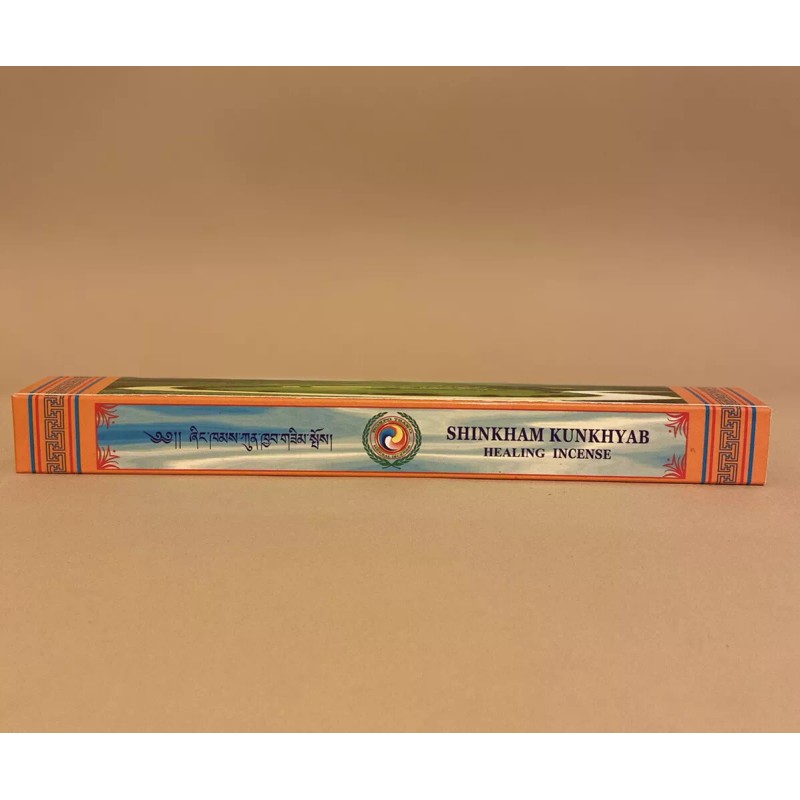 ༄༅།། ཞིང་ཁམས་ཀུན་ཁྱབ་གཟིམ་སྤོས།
SHINKHAM KUNKHYAB
HEALING INCENSE